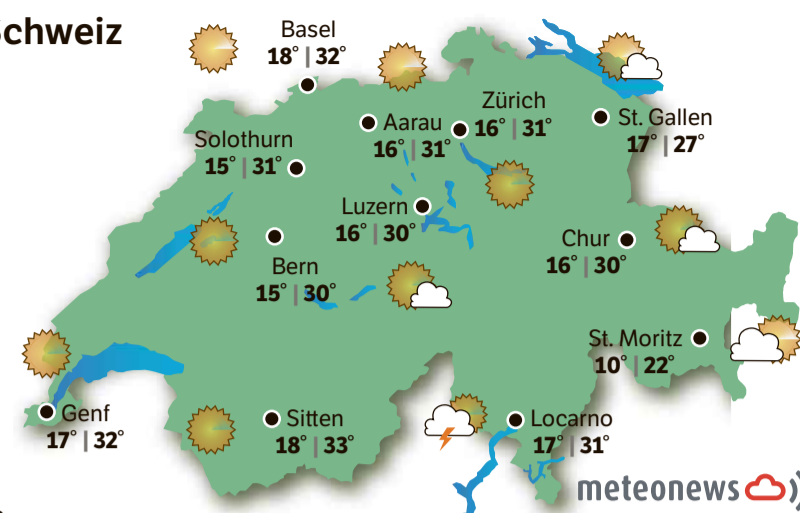 Schweiz
Basel
18° | 32°
Zürich
16° | 31°
Aarau
16° | 31°
St. Gallen
17° | 27°
Solothurn
15° | 31°
Luzern
16° | 30°
Chur
16° | 30°
Bern
15° | 30°
St. Moritz
10° | 22°
Genf
17° | 32°
Sitten
18° | 33°
Locarno
17° | 31°
meteonews